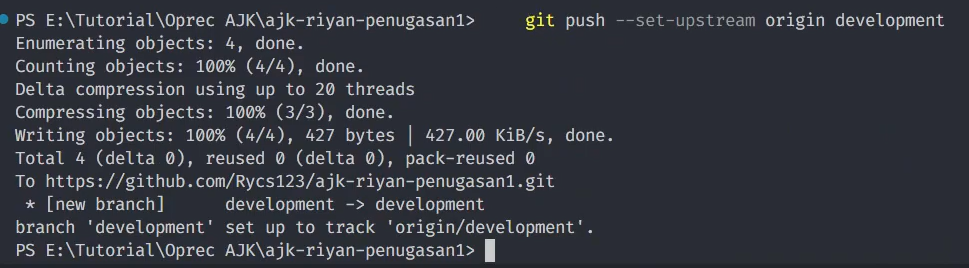 PS E:\Tutorial\Oprec AJK\ajk-riyan-penugasan1> git push --set-upstream origin development
Enumerating objects: 4, done.
Counting objects: 100% (4/4), done.
Delta compression using up to 20 threads
Compressing objects: 100% (3/3), done.
Writing objects: 100% (4/4), 427 bytes | 427.00 KiB/s, done.
Total 4 (delta 0), reused 0 (delta 0), pack-reused 0
To https://github.com/Rycs123/ajk-riyan-penugasan1.git
 * [new branch]      development -> development
branch 'development' set up to track 'origin/development'.
PS E:\Tutorial\Oprec AJK\ajk-riyan-penugasan1>